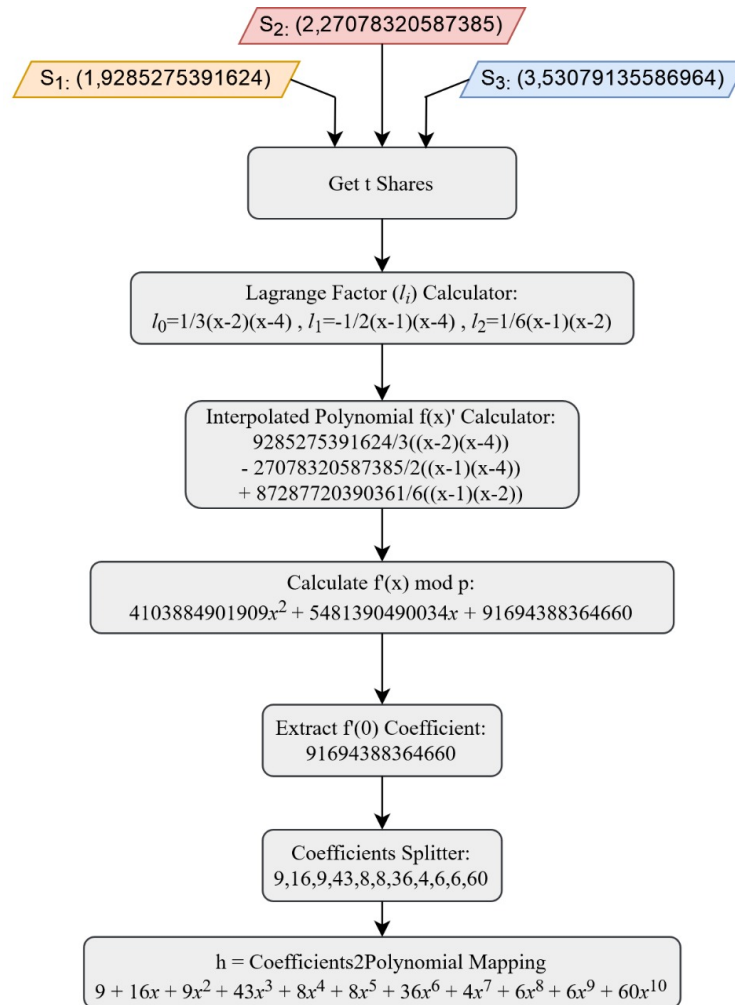 S₂: (2,27078320587385)
S₁: (1,9285275391624)
S₃: (3,53079135586964)
Get t Shares
Lagrange Factor (lᵢ) Calculator:
l₀=1/3(x-2)(x-4) , l₁=-1/2(x-1)(x-4) , l₂=1/6(x-1)(x-2)
Interpolated Polynomial f(x)' Calculator:
9285275391624/3((x-2)(x-4))
- 27078320587385/2((x-1)(x-4))
+ 87287720390361/6((x-1)(x-2))
Calculate f'(x) mod p:
4103884901909x² + 5481390490034x + 91694388364660
Extract f'(0) Coefficient:
91694388364660
Coefficients Splitter:
9,16,9,43,8,8,36,4,6,6,60
h = Coefficients2Polynomial Mapping
9 + 16x + 9x² + 43x³ + 8x⁴ + 8x⁵ + 36x⁶ + 4x⁷ + 6x⁸ + 6x⁹ + 60x¹⁰